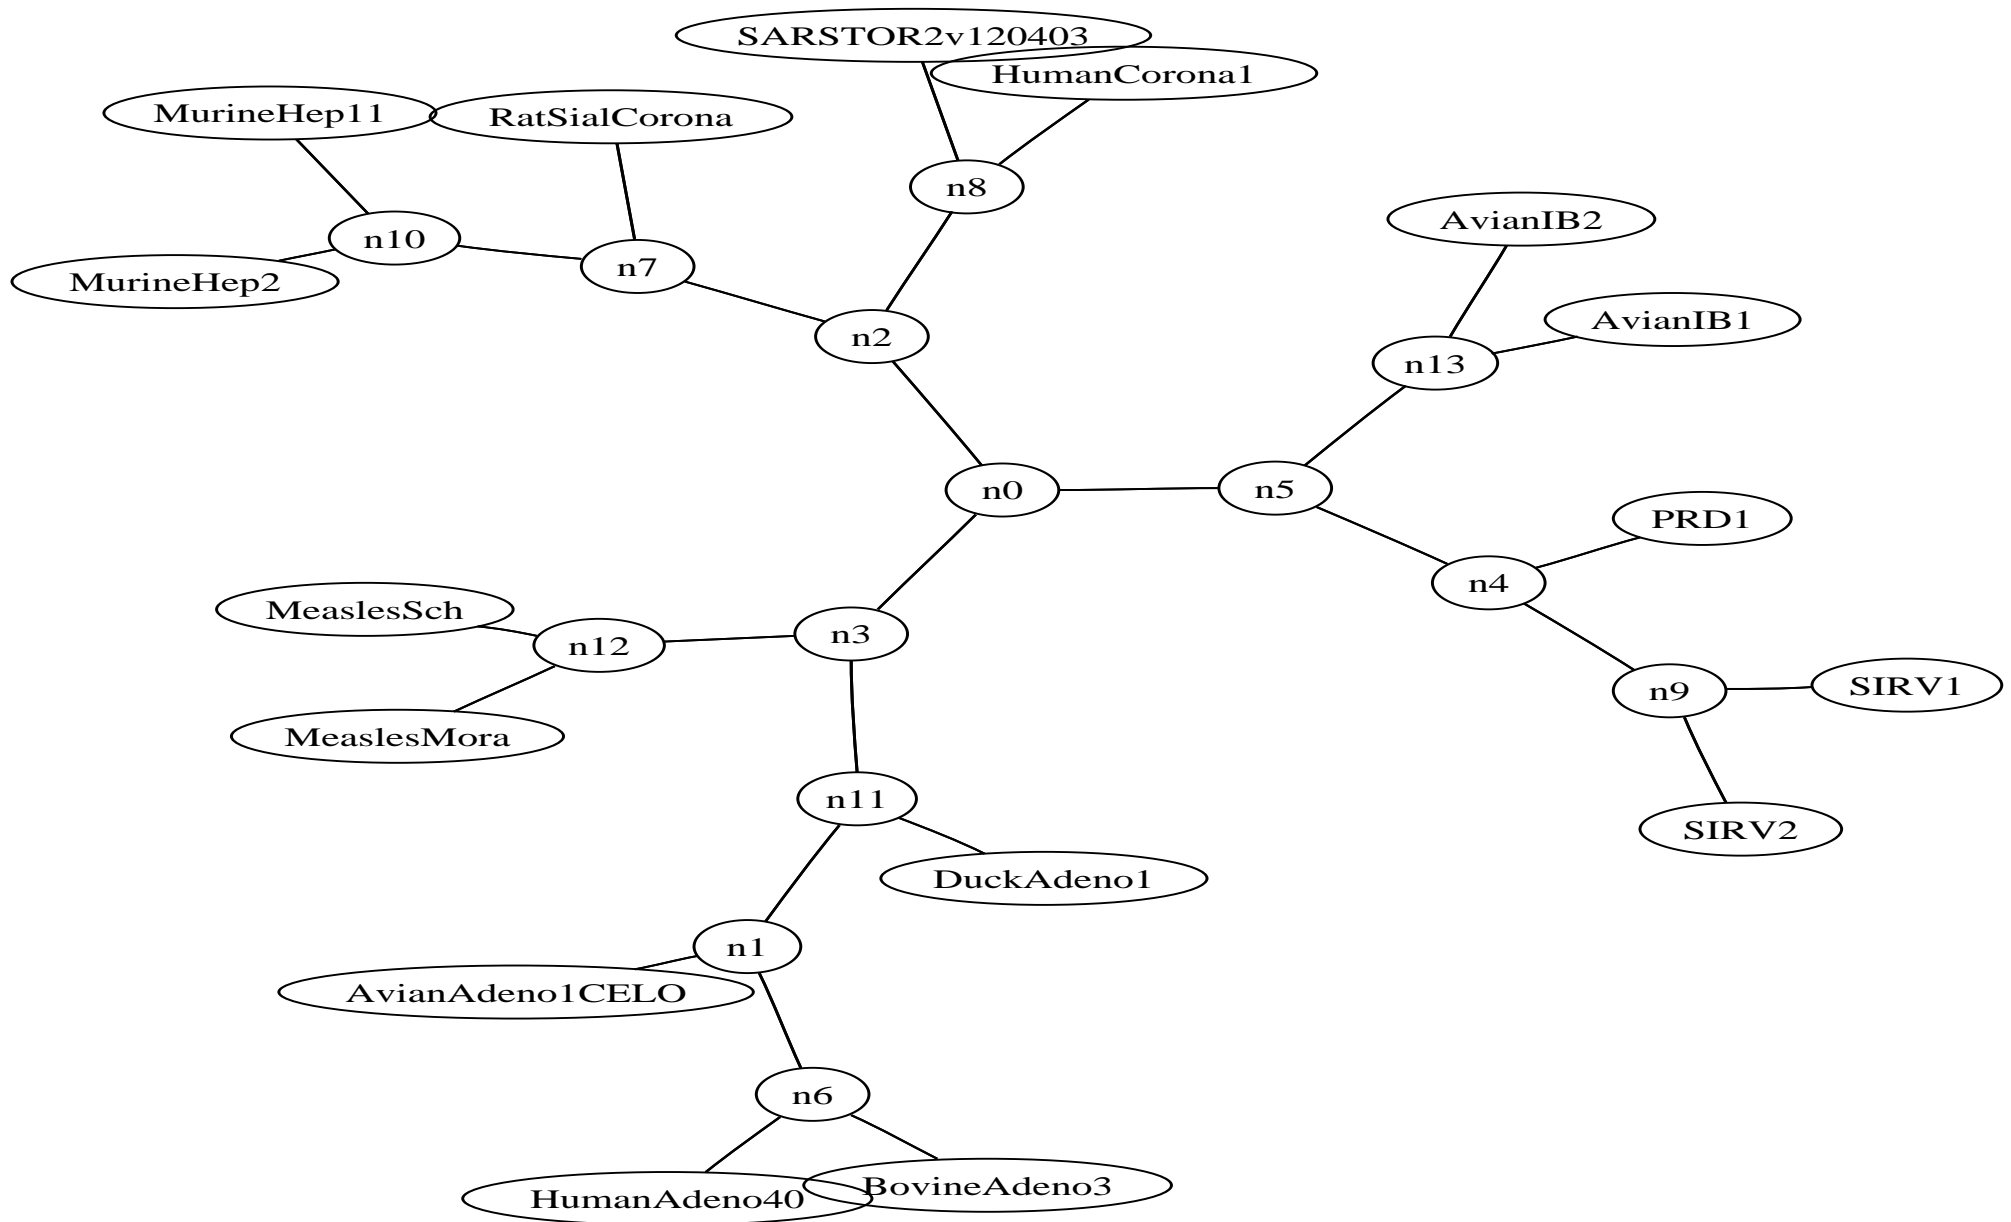 SARSTOR2v120403
HumanCorona1
MurineHep11
RatSialCorona
n8
AvianIB2
n10
n7
MurineHep2
AvianIB1
n2
n13
n0
n5
PRD1
n4
MeaslesSch
n3
n12
n9
SIRV1
MeaslesMora
n11
SIRV2
DuckAdeno1
n1
AvianAdeno1CELO
n6
BovineAdeno3
HumanAdeno40